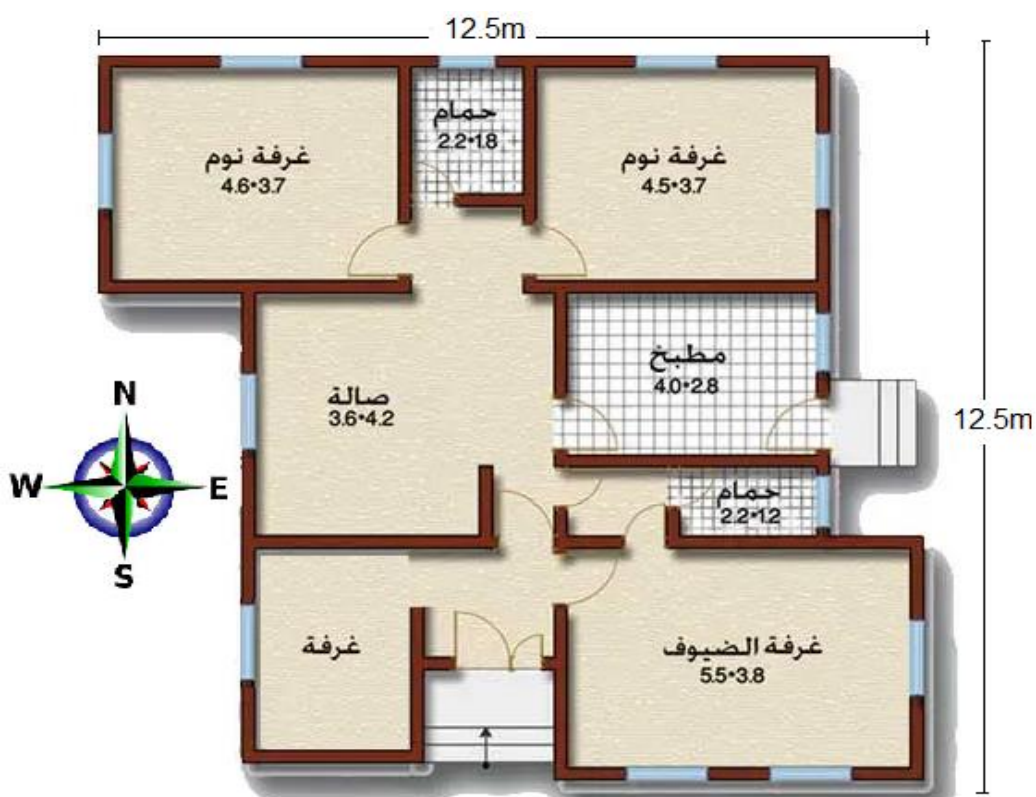 12.5m
حمام
2.2•1.8
غرفة نوم
4.6•3.7
غرفة نوم
4.5•3.7
مطبخ
4.0•2.8
صالة
3.6•4.2
N
W
E
S
12.5m
حمام
2.2•1.2
غرفة
غرفة الضيوف
5.5•3.8